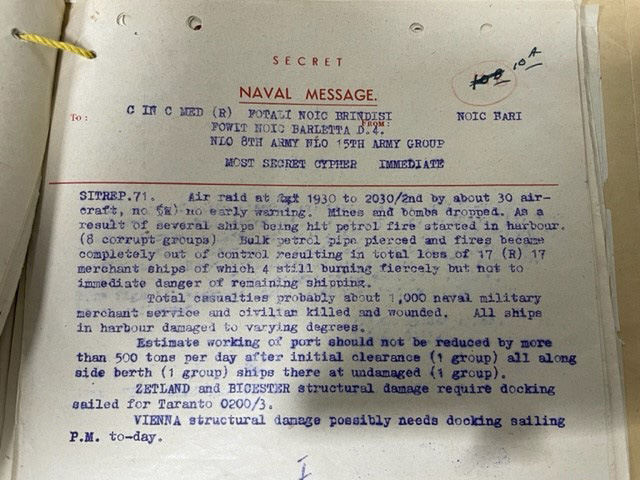 SECRET
10A
NAVAL MESSAGE.
To: C IN C MED (R) FOTALI NOIC BRINDISI FROM: NOIC BARI
FOWIT NOIC BARLETTA D.4.
NLO 8TH ARMY NLO 15TH ARMY GROUP
MOST SECRET CYPHER IMMEDIATE
SITREP.71. Air raid at 1930 to 2030/2nd by about 30 air-
craft, no (R) no early warning. Mines and bombs dropped. As a
result of several ships being hit petrol fire started in harbour.
(8 corrupt groups) Bulk petrol pipe pierced and fires became
completely out of control resulting in total loss of 17 (R) 17
merchant ships of which 4 still burning fiercely but not to
immediate danger of remaining shipping.
Total casualties probably about 1,000 naval military
merchant service and civilian killed and wounded. All ships
in harbour damaged to varying degrees.
Estimate working of port should not be reduced by more
than 500 tons per day after initial clearance (1 group) all along
side berth (1 group) ships there at undamaged (1 group).
ZETLAND and BICESTER structural damage require docking
sailed for Taranto 0200/3.
VIENNA structural damage possibly needs docking sailing
P.M. to-day.